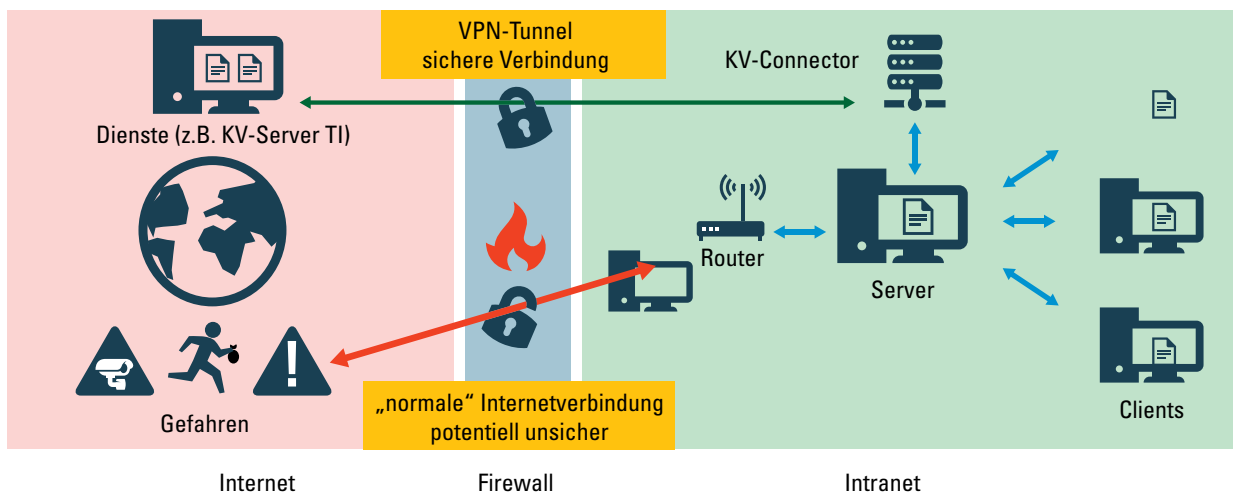 VPN-Tunnel
sichere Verbindung
KV-Connector
Dienste (z.B. KV-Server TI)
Router
Server
Gefahren
„normale“ Internetverbindung
potentiell unsicher
Clients
Internet
Firewall
Intranet